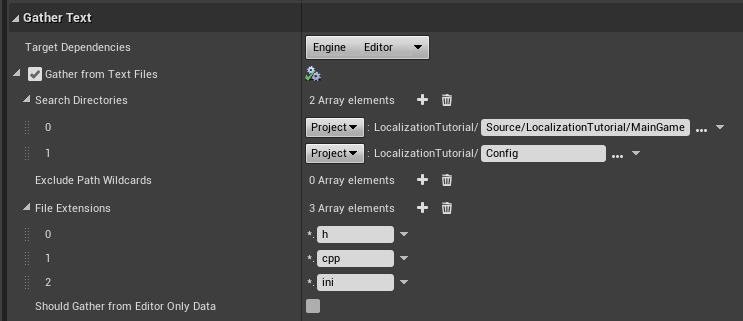 Gather Text
Target Dependencies Engine Editor
Gather from Text Files
Search Directories 2 Array elements
0 Project : LocalizationTutorial/ Source/LocalizationTutorial/MainGame ...
1 Project : LocalizationTutorial/ Config ...
Exclude Path Wildcards 0 Array elements
File Extensions 3 Array elements
0 *. h
1 *. cpp
2 *. ini
Should Gather from Editor Only Data